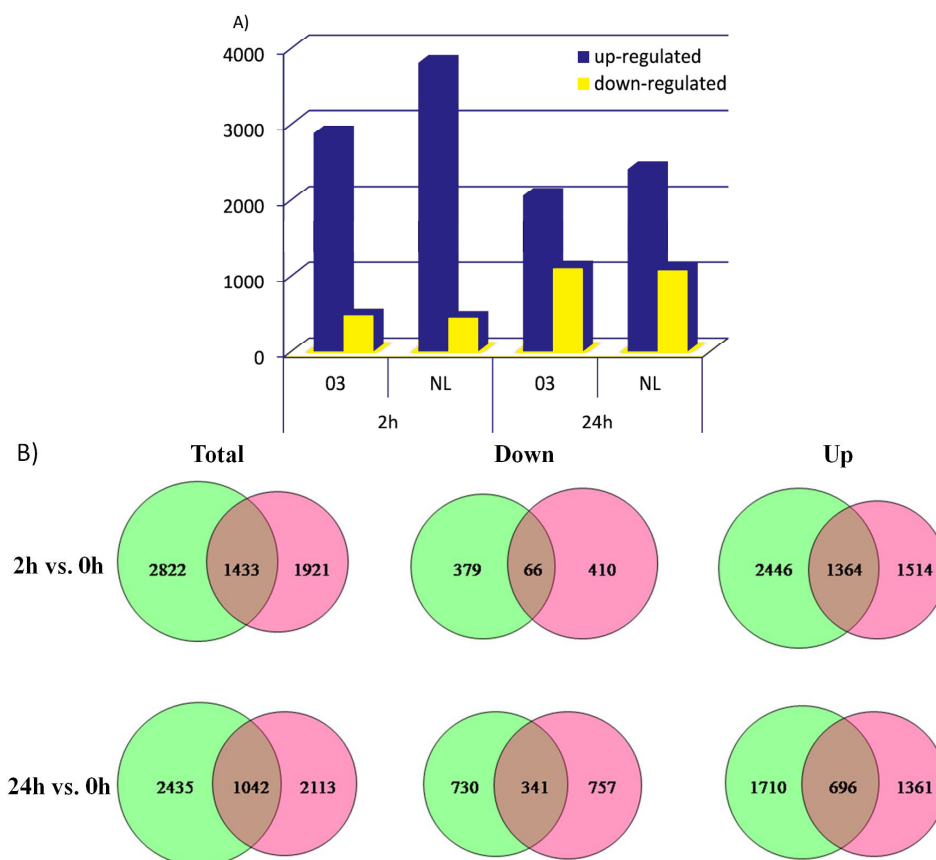 A)
4000
3000
2000
1000
0
up-regulated
down-regulated
03 NL 03 NL
2h 24h
B)
Total Down Up
2h vs. 0h
2822 1433 1921
379 66 410
2446 1364 1514
24h vs. 0h
2435 1042 2113
730 341 757
1710 696 1361